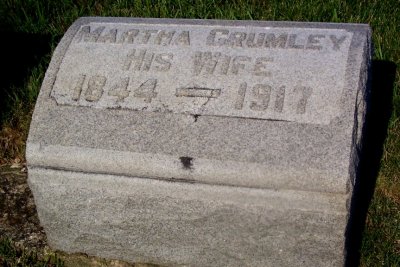 Martha Crumley
His Wife
1844 — 1917